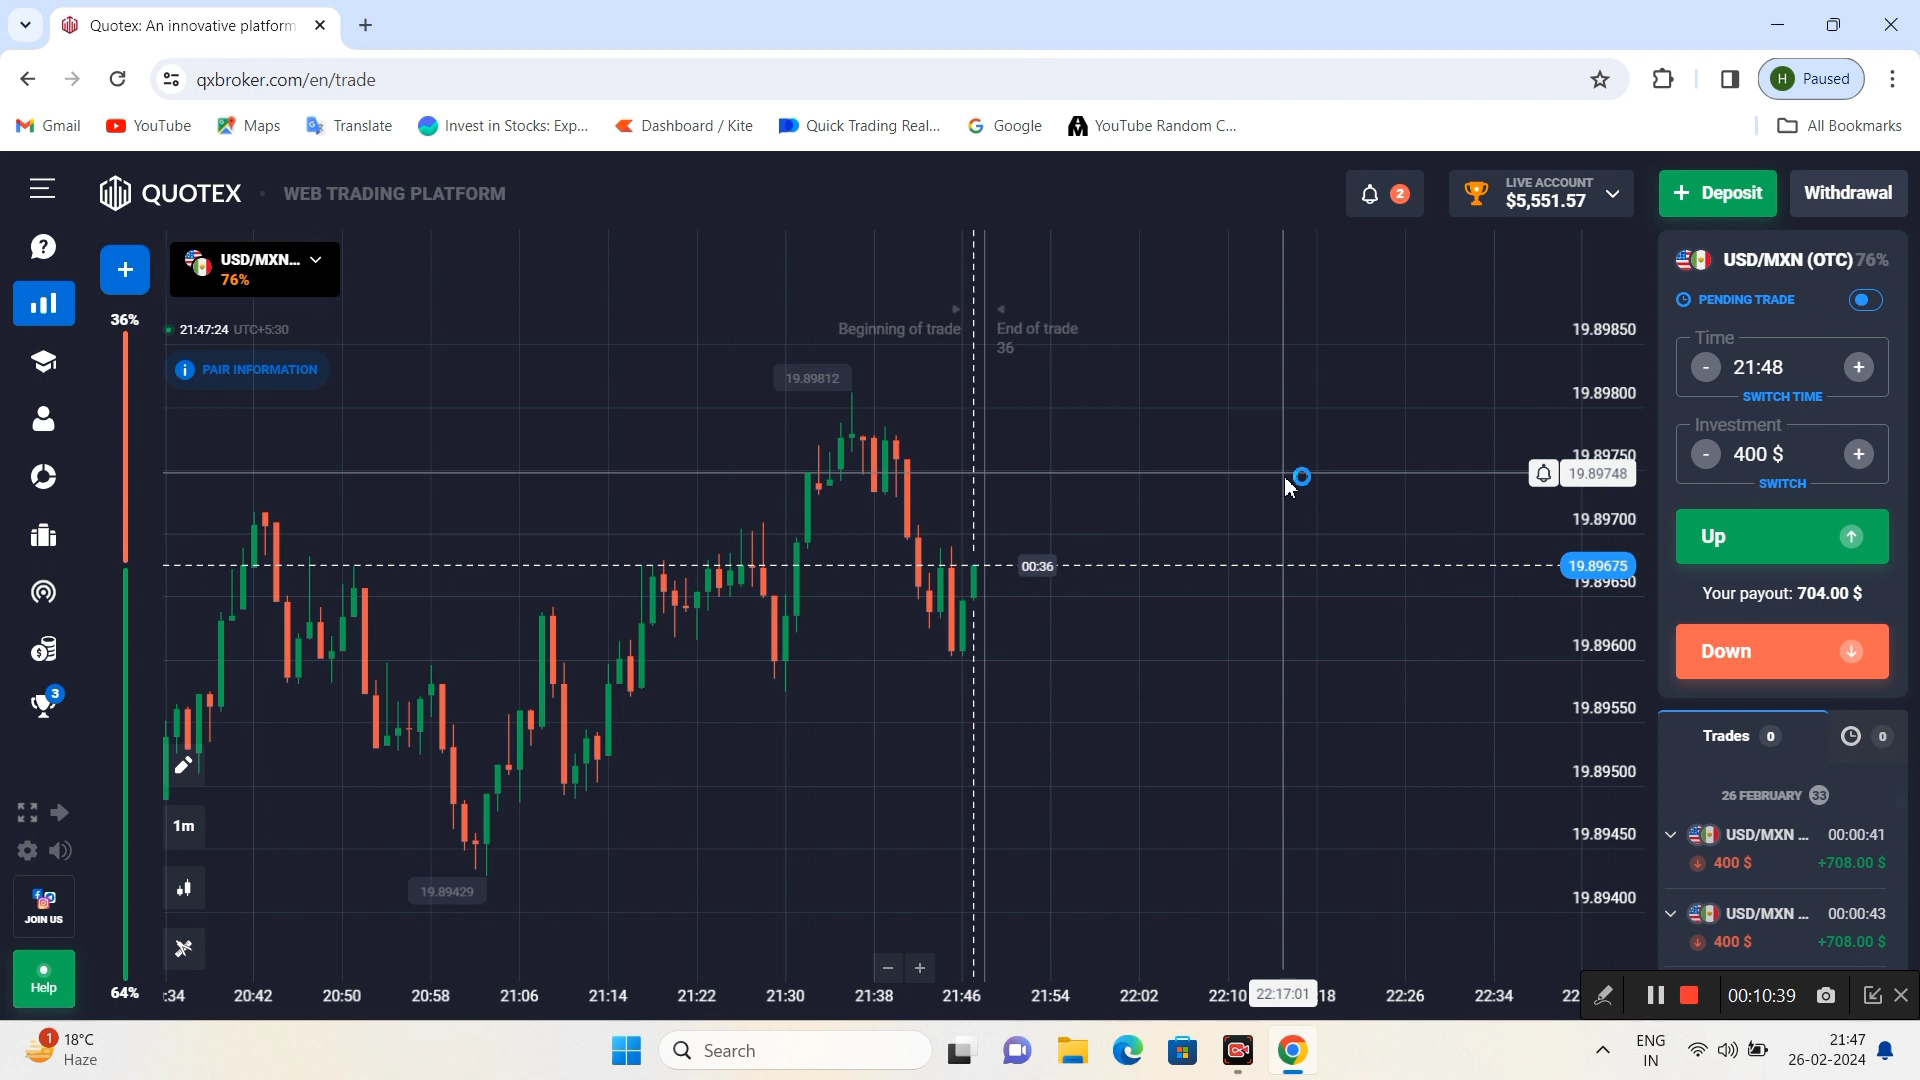 Quotex: An innovative platform
qxbroker.com/en/trade
H Paused
Gmail YouTube Maps Translate Invest in Stocks: Exp... Dashboard / Kite Quick Trading Real... Google YouTube Random C... All Bookmarks
QUOTEX WEB TRADING PLATFORM
2
LIVE ACCOUNT
$5,551.57
+ Deposit
Withdrawal
USD/MXN...
76%
36%
21:47:24 UTC+5:30
PAIR INFORMATION
Beginning of trade
End of trade
36
19.89812
19.89429
00:36
19.89850
19.89800
19.89750
19.89748
19.89700
19.89675
19.89650
19.89600
19.89550
19.89500
19.89450
19.89400
1m
64%
:34 20:42 20:50 20:58 21:06 21:14 21:22 21:30 21:38 21:46 21:54 22:02 22:10 22:17:01 18 22:26 22:34 22
3
JOIN US
Help
USD/MXN (OTC) 76%
PENDING TRADE
Time
- 21:48 +
SWITCH TIME
Investment
- 400 $ +
SWITCH
Up
Your payout: 704.00 $
Down
Trades 0
0
26 FEBRUARY 33
USD/MXN ... 00:00:41
400 $ +708.00 $
USD/MXN ... 00:00:43
400 $ +708.00 $
00:10:39
1
18°C
Haze
Search
ENG
IN
21:47
26-02-2024